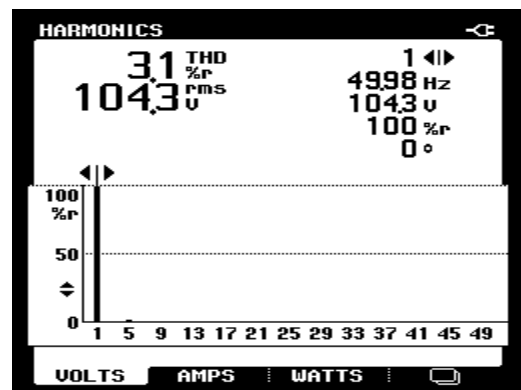 HARMONICS
3.1 THD %r
104.3 rms V
1
49.98 Hz
104.3 V
100 %r
0 °
100
%r
50
0
1 5 9 13 17 21 25 29 33 37 41 45 49
VOLTS AMPS WATTS